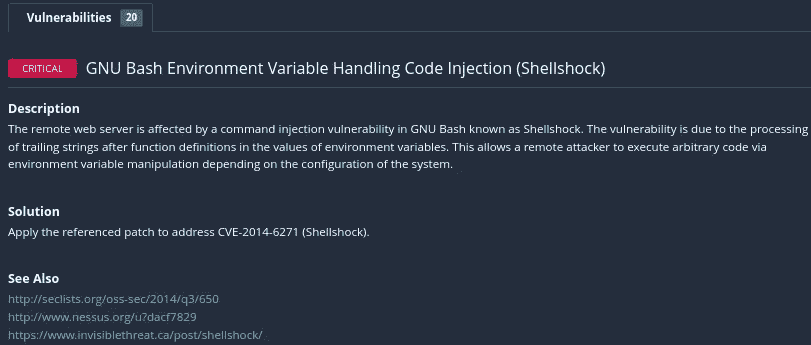 Vulnerabilities 20
CRITICAL GNU Bash Environment Variable Handling Code Injection (Shellshock)
Description
The remote web server is affected by a command injection vulnerability in GNU Bash known as Shellshock. The vulnerability is due to the processing
of trailing strings after function definitions in the values of environment variables. This allows a remote attacker to execute arbitrary code via
environment variable manipulation depending on the configuration of the system.
Solution
Apply the referenced patch to address CVE-2014-6271 (Shellshock).
See Also
http://seclists.org/oss-sec/2014/q3/650
http://www.nessus.org/u?dacf7829
https://www.invisiblethreat.ca/post/shellshock/